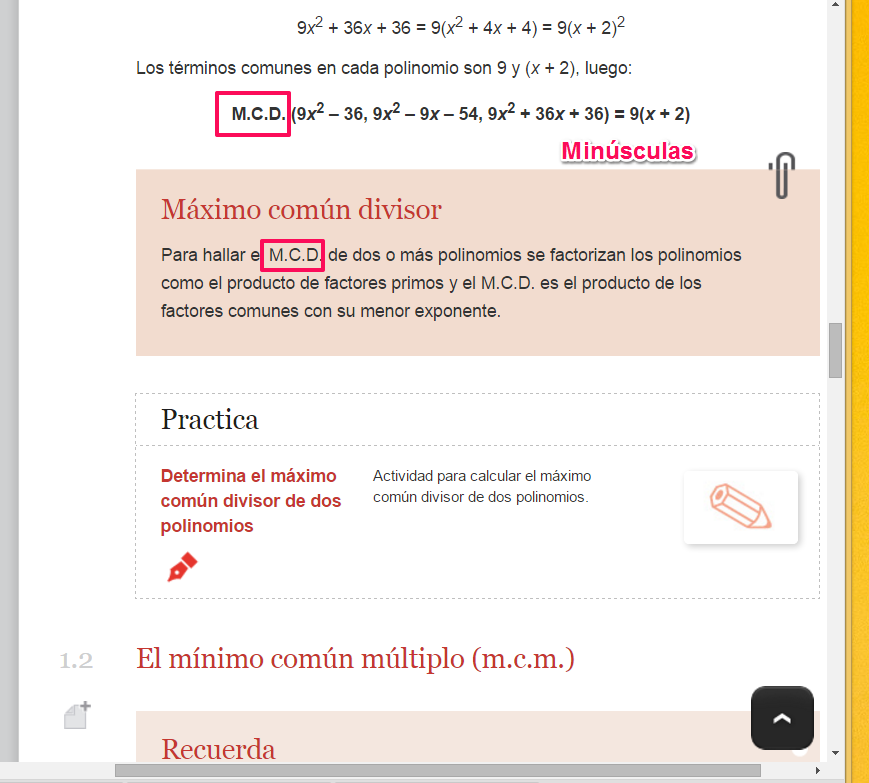 9x² + 36x + 36 = 9(x² + 4x + 4) = 9(x + 2)²
Los términos comunes en cada polinomio son 9 y (x + 2), luego:
M.C.D. (9x² – 36, 9x² – 9x – 54, 9x² + 36x + 36) = 9(x + 2)
Minúsculas
Máximo común divisor
Para hallar el M.C.D. de dos o más polinomios se factorizan los polinomios
como el producto de factores primos y el M.C.D. es el producto de los
factores comunes con su menor exponente.
Practica
Determina el máximo
común divisor de dos
polinomios
Actividad para calcular el máximo
común divisor de dos polinomios.
1.2 El mínimo común múltiplo (m.c.m.)
Recuerda